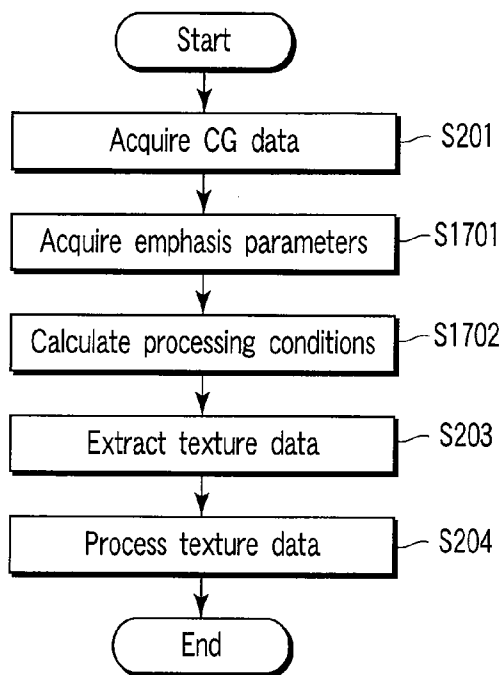 Start
Acquire CG data
S201
Acquire emphasis parameters
S1701
Calculate processing conditions
S1702
Extract texture data
S203
Process texture data
S204
End